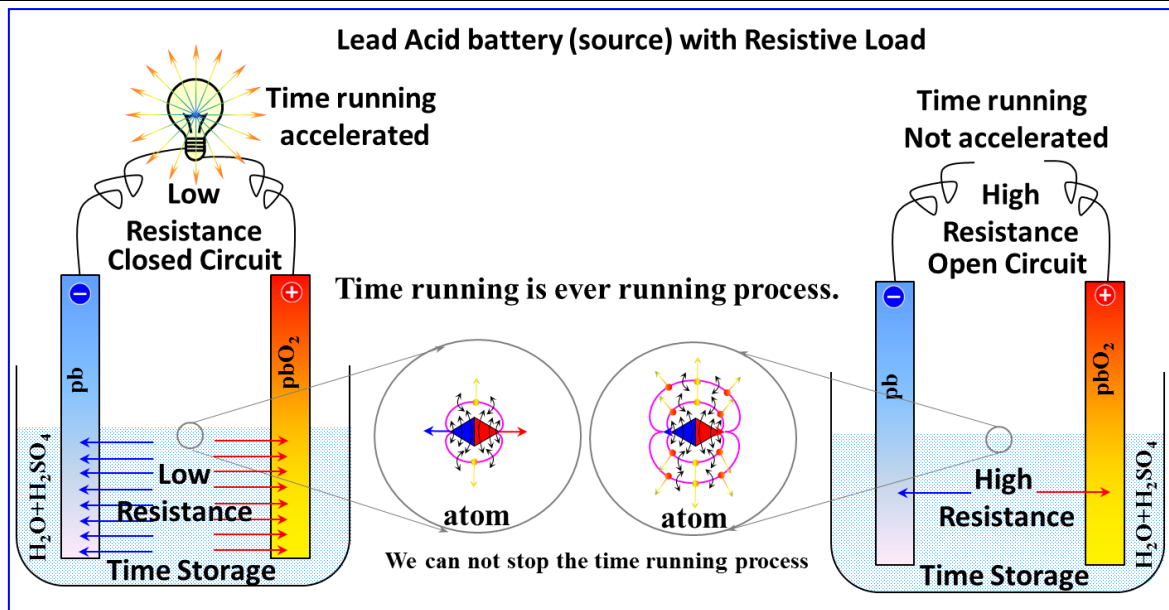 Lead Acid battery (source) with Resistive Load
Time running
accelerated
Low
Resistance
Closed Circuit
−
+
pb
pbO₂
H₂O+H₂SO₄
Low
Resistance
Time Storage
Time running is ever running process.
atom
atom
We can not stop the time running process
Time running
Not accelerated
High
Resistance
Open Circuit
−
+
pb
pbO₂
H₂O+H₂SO₄
High
Resistance
Time Storage